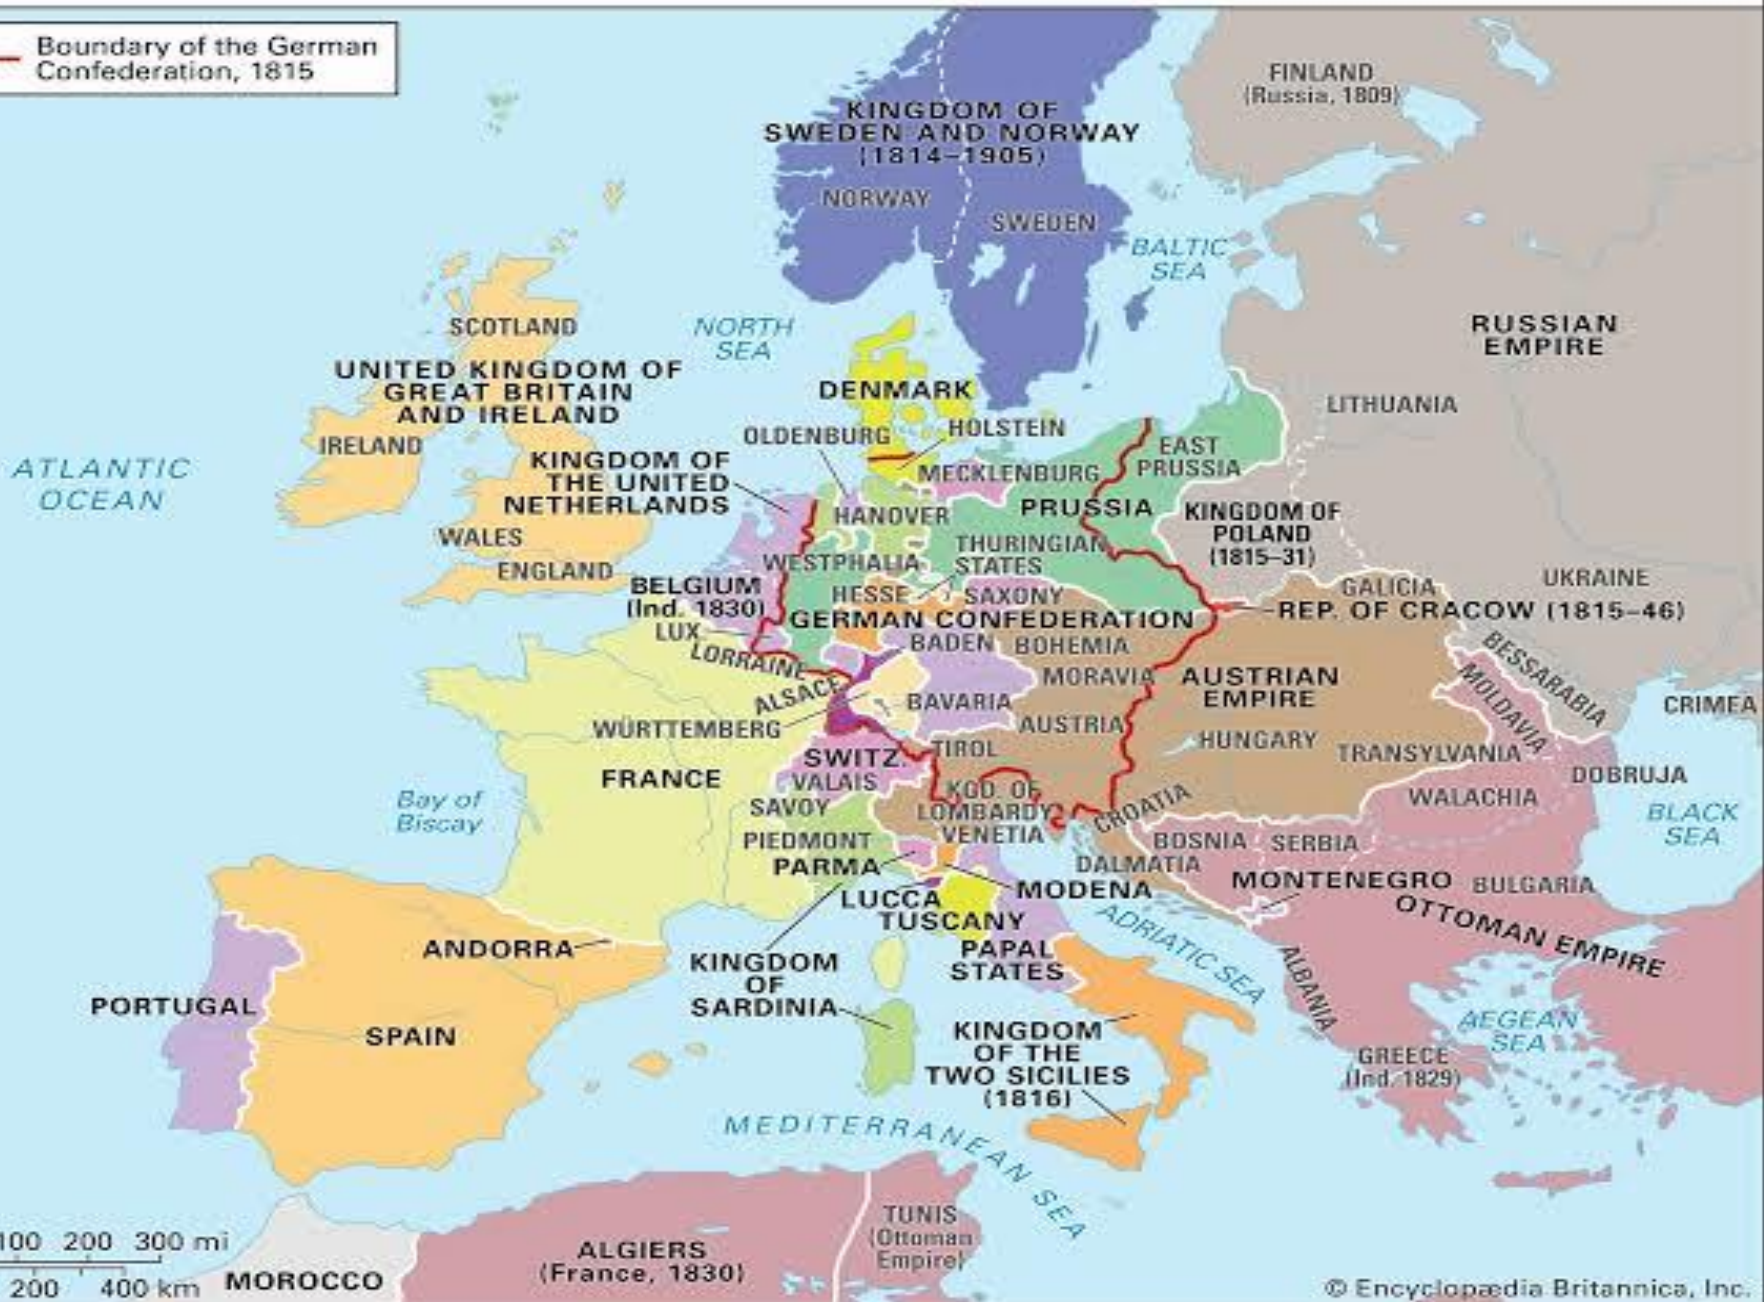 Boundary of the German
Confederation, 1815
FINLAND
(Russia, 1809)
KINGDOM OF
SWEDEN AND NORWAY
(1814–1905)
NORWAY
SWEDEN
BALTIC
SEA
RUSSIAN
EMPIRE
SCOTLAND
NORTH
SEA
UNITED KINGDOM OF
GREAT BRITAIN
AND IRELAND
IRELAND
DENMARK
LITHUANIA
OLDENBURG
HOLSTEIN
ATLANTIC
OCEAN
KINGDOM OF
THE UNITED
NETHERLANDS
MECKLENBURG
EAST
PRUSSIA
HANOVER
PRUSSIA
KINGDOM OF
POLAND
(1815–31)
WALES
ENGLAND
WESTPHALIA
THURINGIAN
STATES
BELGIUM
(Ind. 1830)
HESSE
SAXONY
GALICIA
UKRAINE
GERMAN CONFEDERATION
REP. OF CRACOW (1815–46)
LUX.
LORRAINE
BADEN
BOHEMIA
BESSARABIA
ALSACE
MORAVIA
AUSTRIAN
EMPIRE
MOLDAVIA
CRIMEA
WÜRTTEMBERG
BAVARIA
AUSTRIA
HUNGARY
TRANSYLVANIA
SWITZ.
TIROL
FRANCE
VALAIS
DOBRUJA
Bay of
Biscay
SAVOY
KGD. OF
LOMBARDY
VENETIA
CROATIA
WALACHIA
BLACK
SEA
PIEDMONT
BOSNIA
SERBIA
PARMA
DALMATIA
MONTENEGRO
BULGARIA
LUCCA
MODENA
TUSCANY
ADRIATIC SEA
OTTOMAN EMPIRE
ANDORRA
PAPAL
STATES
KINGDOM
OF
SARDINIA
ALBANIA
PORTUGAL
SPAIN
KINGDOM
OF THE
TWO SICILIES
(1816)
AEGEAN
SEA
GREECE
(Ind. 1829)
MEDITERRANEAN SEA
TUNIS
(Ottoman
Empire)
100 200 300 mi
200 400 km
MOROCCO
ALGIERS
(France, 1830)
© Encyclopædia Britannica, Inc.